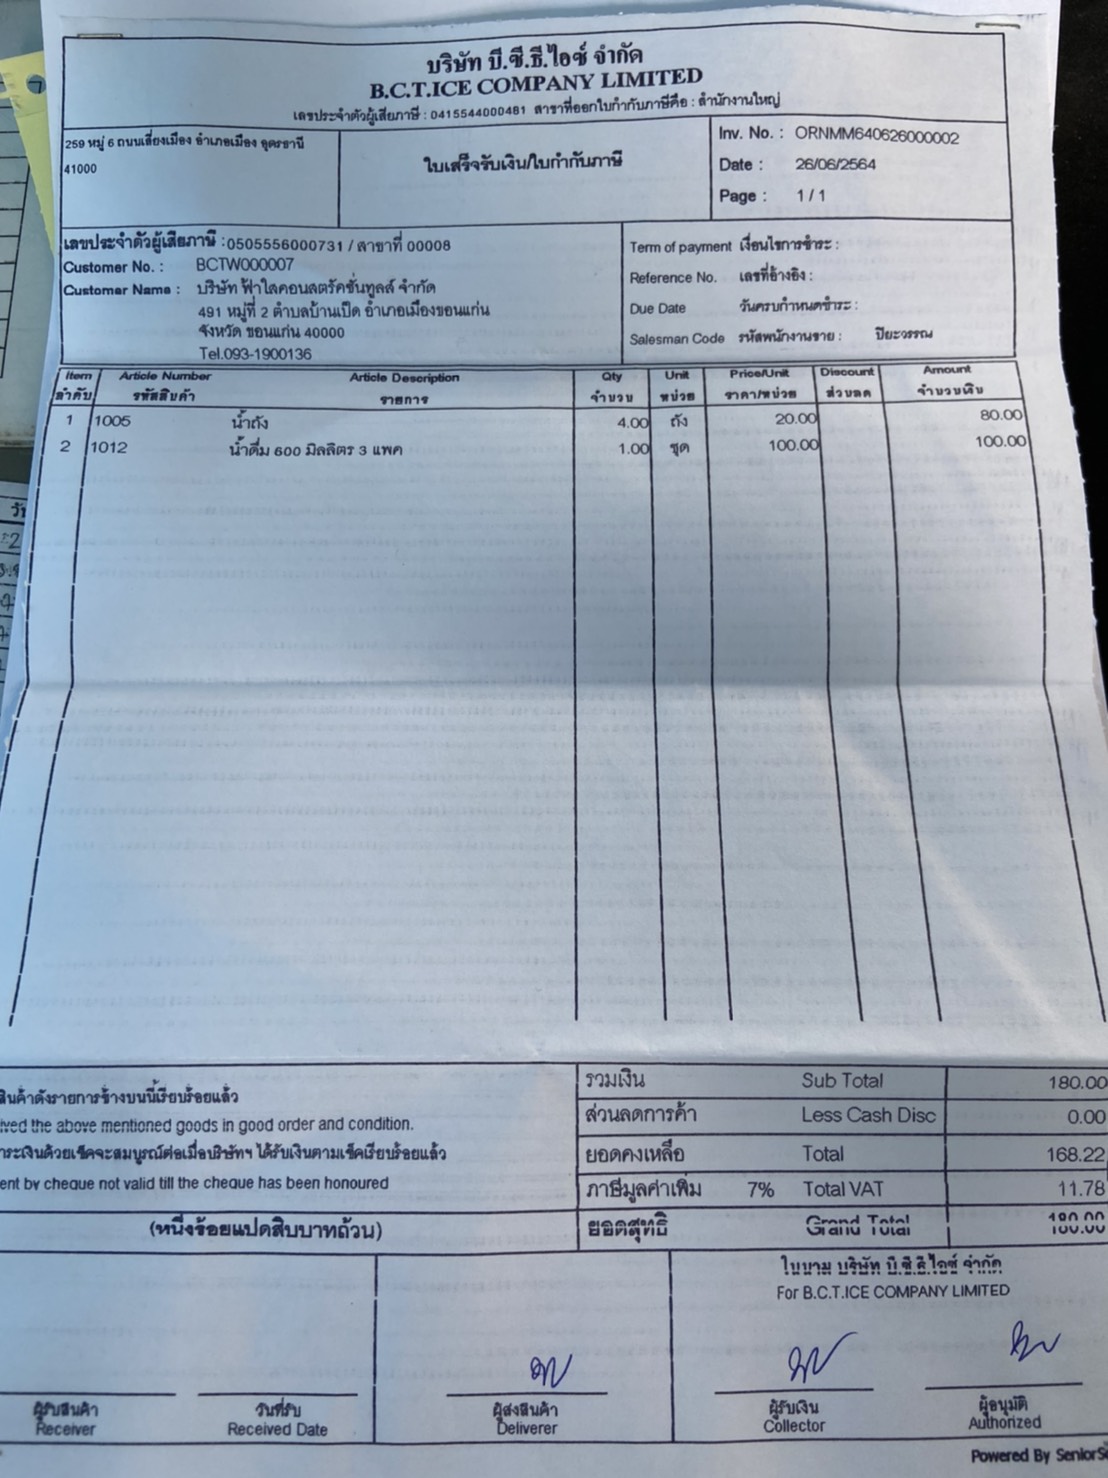 บริษัท บี.ซี.ธี.ไอซ์ จำกัด
B.C.T.ICE COMPANY LIMITED
เลขประจำตัวผู้เสียภาษี : 0415544000481 สาขาที่ออกใบกำกับภาษีคือ : สำนักงานใหญ่
259 หมู่ 6 ถนนเลี่ยงเมือง อำเภอเมือง อุดรธานี
41000
ใบเสร็จรับเงิน/ใบกำกับภาษี
Inv. No. : ORNMM640626000002
Date : 26/06/2564
Page : 1 / 1
เลขประจำตัวผู้เสียภาษี :0505556000731 / สาขาที่ 00008
Customer No. : BCTW000007
Customer Name : บริษัท ฟ้าใสคอนสตรัคชั่นทูลส์ จำกัด
491 หมู่ที่ 2 ตำบลบ้านเป็ด อำเภอเมืองขอนแก่น
จังหวัด ขอนแก่น 40000
Tel.093-1900136
Term of payment เงื่อนไขการชำระ :
Reference No. เลขที่อ้างอิง :
Due Date วันครบกำหนดชำระ :
Salesman Code รหัสพนักงานขาย : ปิยะวรรณ
Item Article Number Article Description Qty Unit Price/Unit Discount Amount
ลำดับ รหัสสินค้า รายการ จำนวน หน่วย ราคา/หน่วย ส่วนลด จำนวนเงิน
1 1005 น้ำถัง 4.00 ถัง 20.00 80.00
2 1012 น้ำดื่ม 600 มิลลิตร 3 แพค 1.00 ชุด 100.00 100.00
สินค้าดังรายการข้างบนนี้เรียบร้อยแล้ว
ived the above mentioned goods in good order and condition.
าระเงินด้วยเช็คจะสมบูรณ์ต่อเมื่อบริษัทฯ ได้รับเงินตามเช็คเรียบร้อยแล้ว
ent by cheque not valid till the cheque has been honoured
(หนึ่งร้อยแปดสิบบาทถ้วน)
รวมเงิน Sub Total 180.00
ส่วนลดการค้า Less Cash Disc 0.00
ยอดคงเหลือ Total 168.22
ภาษีมูลค่าเพิ่ม 7% Total VAT 11.78
ยอดสุทธิ Grand Total 180.00
ในนาม บริษัท บี.ซี.ธี.ไอซ์ จำกัด
For B.C.T.ICE COMPANY LIMITED
ผู้รับสินค้า วันที่รับ ผู้ส่งสินค้า ผู้รับเงิน ผู้อนุมัติ
Receiver Received Date Deliverer Collector Authorized
Powered By SeniorS